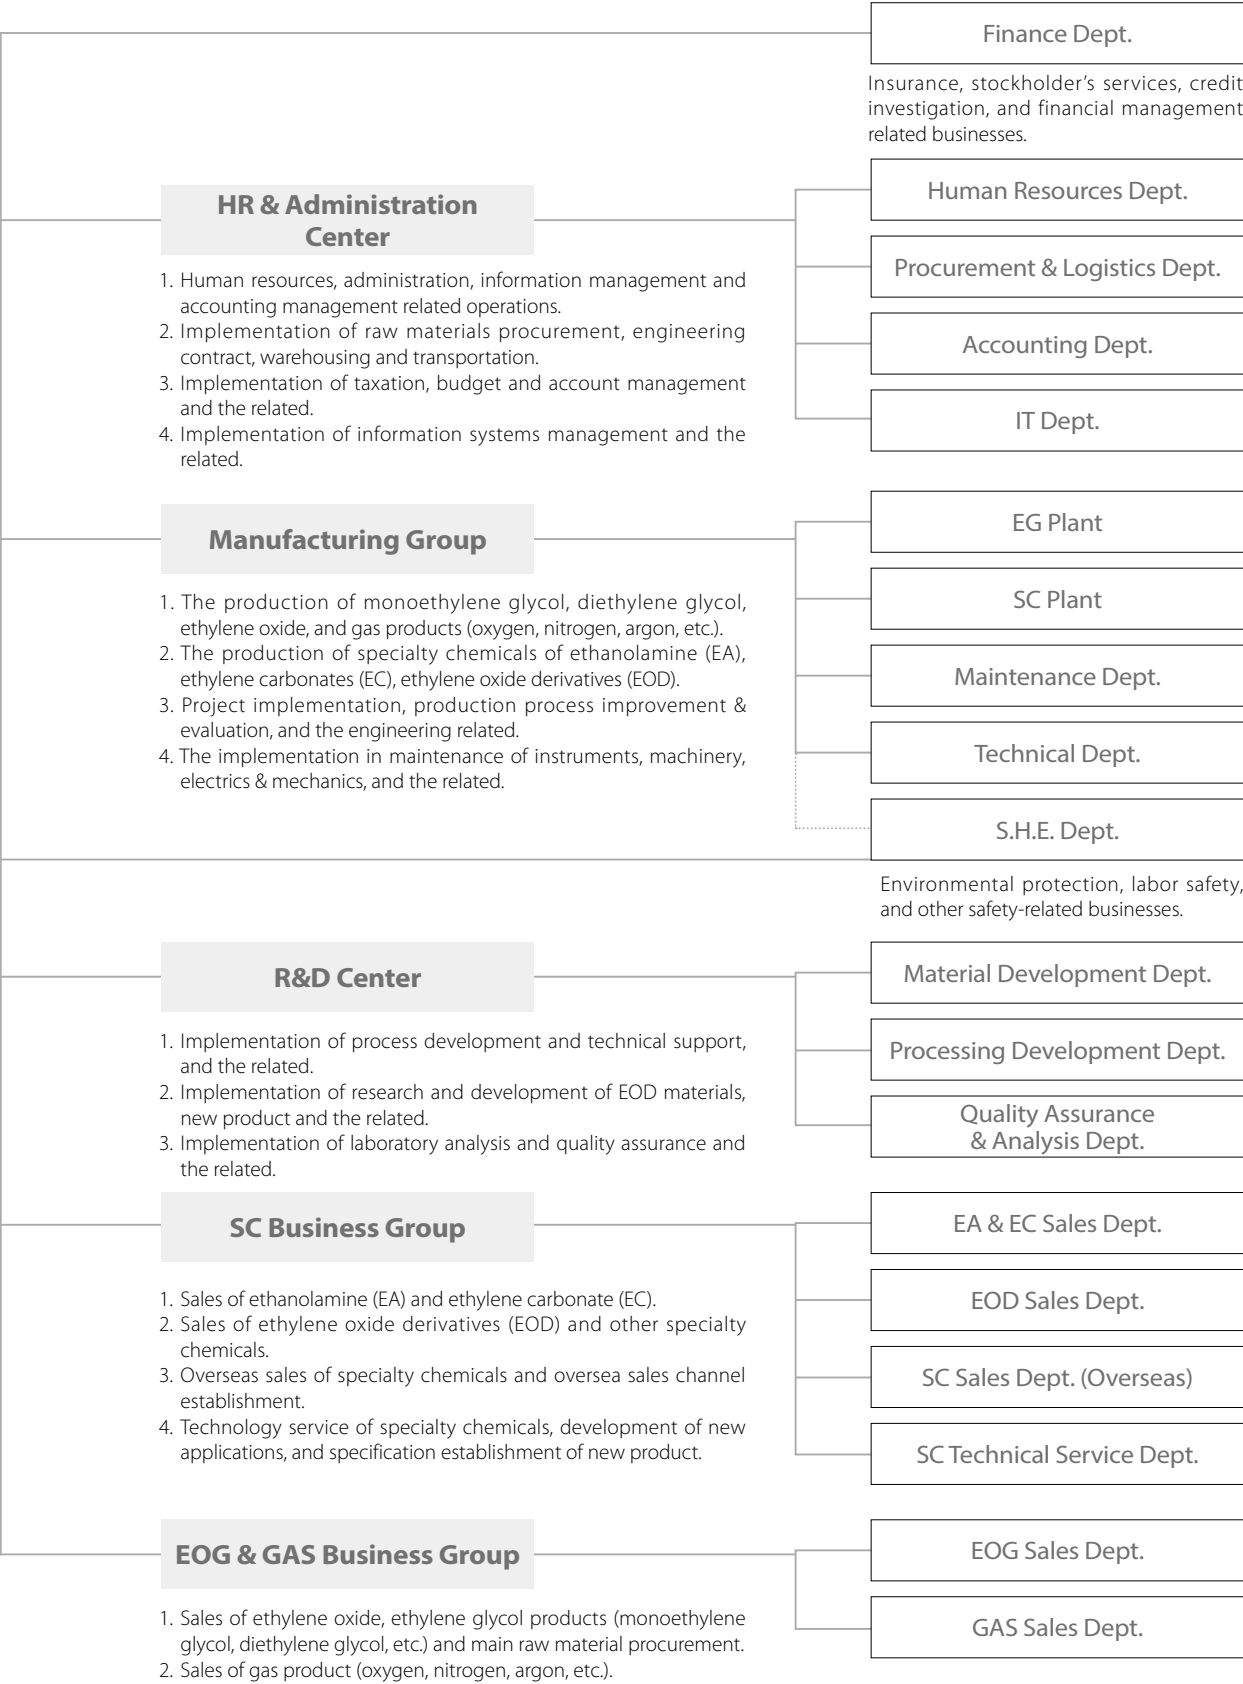 Finance Dept.
Insurance, stockholder’s services, credit
investigation, and financial management
related businesses.
HR & Administration
Center
1. Human resources, administration, information management and
accounting management related operations.
2. Implementation of raw materials procurement, engineering
contract, warehousing and transportation.
3. Implementation of taxation, budget and account management
and the related.
4. Implementation of information systems management and the
related.
Human Resources Dept.
Procurement & Logistics Dept.
Accounting Dept.
IT Dept.
Manufacturing Group
1. The production of monoethylene glycol, diethylene glycol,
ethylene oxide, and gas products (oxygen, nitrogen, argon, etc.).
2. The production of specialty chemicals of ethanolamine (EA),
ethylene carbonates (EC), ethylene oxide derivatives (EOD).
3. Project implementation, production process improvement &
evaluation, and the engineering related.
4. The implementation in maintenance of instruments, machinery,
electrics & mechanics, and the related.
EG Plant
SC Plant
Maintenance Dept.
Technical Dept.
S.H.E. Dept.
Environmental protection, labor safety,
and other safety-related businesses.
R&D Center
1. Implementation of process development and technical support,
and the related.
2. Implementation of research and development of EOD materials,
new product and the related.
3. Implementation of laboratory analysis and quality assurance and
the related.
Material Development Dept.
Processing Development Dept.
Quality Assurance
& Analysis Dept.
SC Business Group
1. Sales of ethanolamine (EA) and ethylene carbonate (EC).
2. Sales of ethylene oxide derivatives (EOD) and other specialty
chemicals.
3. Overseas sales of specialty chemicals and oversea sales channel
establishment.
4. Technology service of specialty chemicals, development of new
applications, and specification establishment of new product.
EA & EC Sales Dept.
EOD Sales Dept.
SC Sales Dept. (Overseas)
SC Technical Service Dept.
EOG & GAS Business Group
1. Sales of ethylene oxide, ethylene glycol products (monoethylene
glycol, diethylene glycol, etc.) and main raw material procurement.
2. Sales of gas product (oxygen, nitrogen, argon, etc.).
EOG Sales Dept.
GAS Sales Dept.